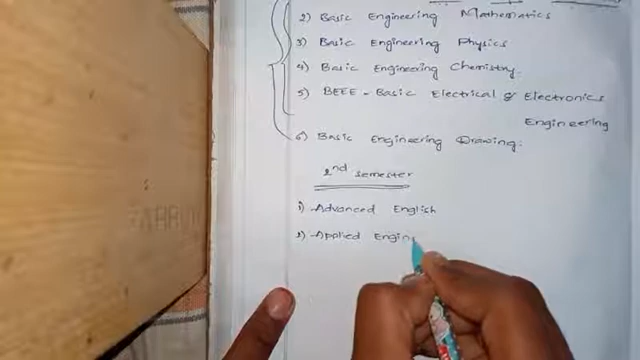 2) Basic Engineering Mathematics
3) Basic Engineering Physics
4) Basic Engineering Chemistry.
5) BEEE - Basic Electrical & Electronics
Engineering
6) Basic Engineering Drawing.
2nd semester
1) Advanced English
2) Applied Engin